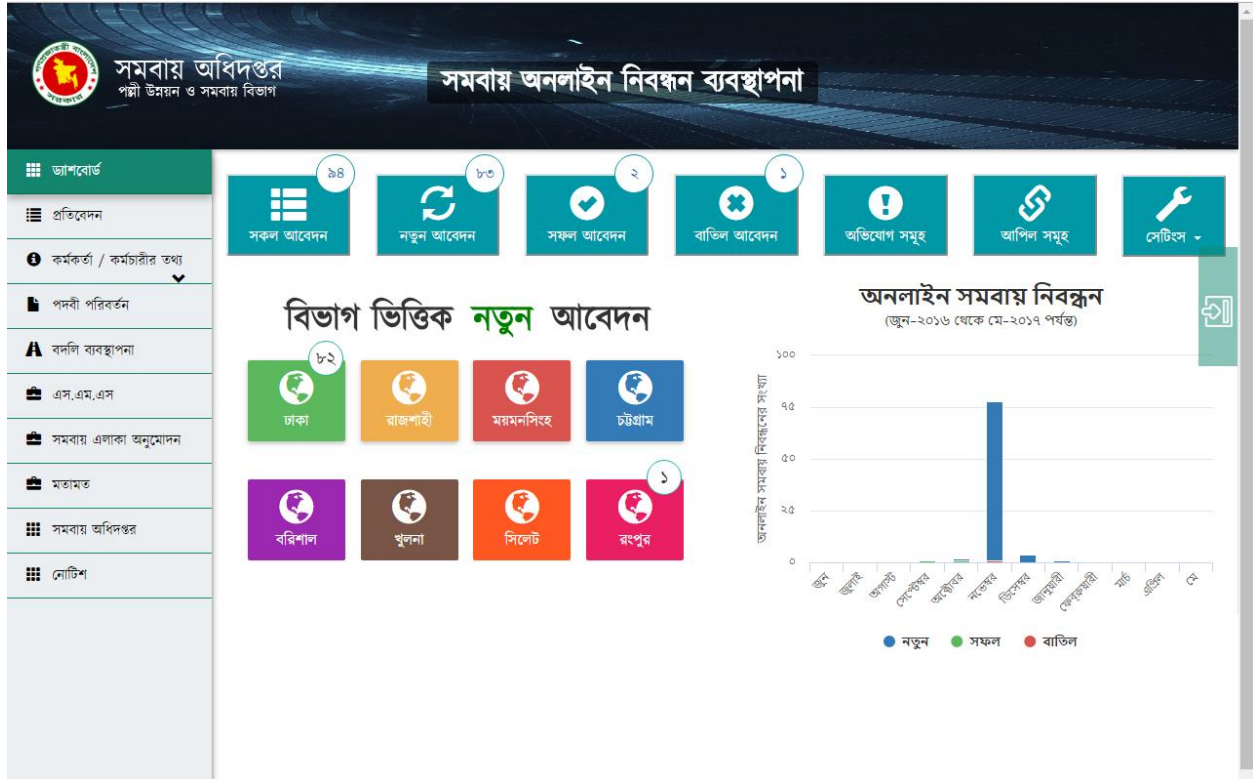 গণপ্রজাতন্ত্রী বাংলাদেশ
সরকার
সমবায় অধিদপ্তর
পল্লী উন্নয়ন ও সমবায় বিভাগ
সমবায় অনলাইন নিবন্ধন ব্যবস্থাপনা
ড্যাশবোর্ড
প্রতিবেদন
কর্মকর্তা / কর্মচারীর তথ্য
পদবী পরিবর্তন
বদলি ব্যবস্থাপনা
এস.এম.এস
সমবায় এলাকা অনুমোদন
মতামত
সমবায় অধিদপ্তর
নোটিশ
৯৪
সকল আবেদন
৮৩
নতুন আবেদন
২
সফল আবেদন
১
বাতিল আবেদন
অভিযোগ সমূহ
আপিল সমূহ
সেটিংস
বিভাগ ভিত্তিক নতুন আবেদন
৮২
ঢাকা
রাজশাহী
ময়মনসিংহ
চট্টগ্রাম
বরিশাল
খুলনা
সিলেট
১
রংপুর
অনলাইন সমবায় নিবন্ধন
(জুন-২০১৬ থেকে মে-২০১৭ পর্যন্ত)
অনলাইন সমবায় নিবন্ধনের সংখ্যা
১০০
৭৫
৫০
২৫
০
জুন
জুলাই
অগাস্ট
সেপ্টেম্বর
অক্টোবর
নভেম্বর
ডিসেম্বর
জানুয়ারী
ফেব্রুয়ারী
মার্চ
এপ্রিল
মে
নতুন
সফল
বাতিল